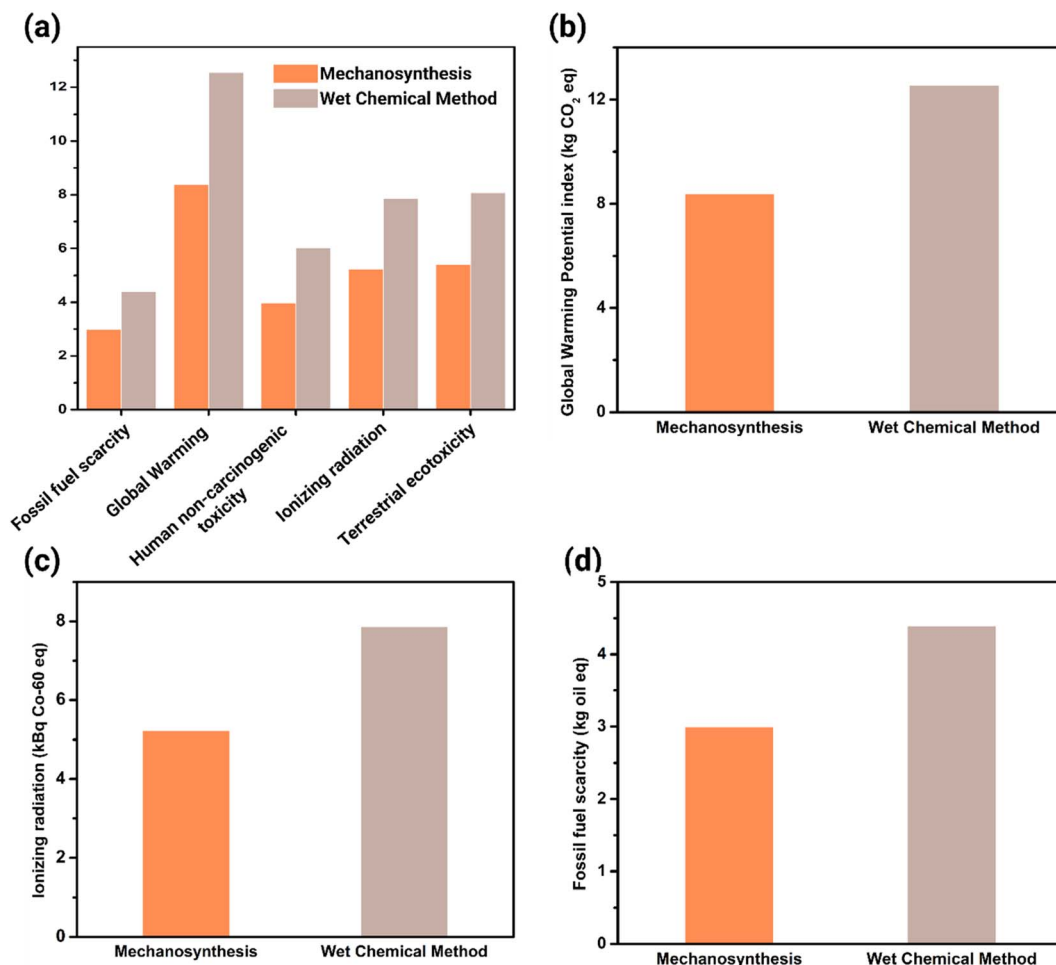 (a)
12
10
8
6
4
2
0
Mechanosynthesis
Wet Chemical Method
Fossil fuel scarcity
Global Warming
Human non-carcinogenic
toxicity
Ionizing radiation
Terrestrial ecotoxicity
(b)
Global Warming Potential index (kg CO₂ eq)
12
8
4
0
Mechanosynthesis
Wet Chemical Method
(c)
Ionizing radiation (kBq Co-60 eq)
8
6
4
2
0
Mechanosynthesis
Wet Chemical Method
(d)
Fossil fuel scarcity (kg oil eq)
5
4
3
2
1
0
Mechanosynthesis
Wet Chemical Method